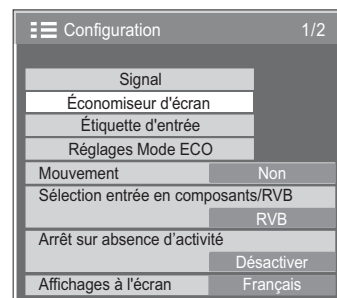 Configuration 1/2
Signal
Économiseur d'écran
Étiquette d'entrée
Réglages Mode ECO
Mouvement Non
Sélection entrée en composants/RVB
RVB
Arrêt sur absence d'activité
Désactiver
Affichages à l'écran Français